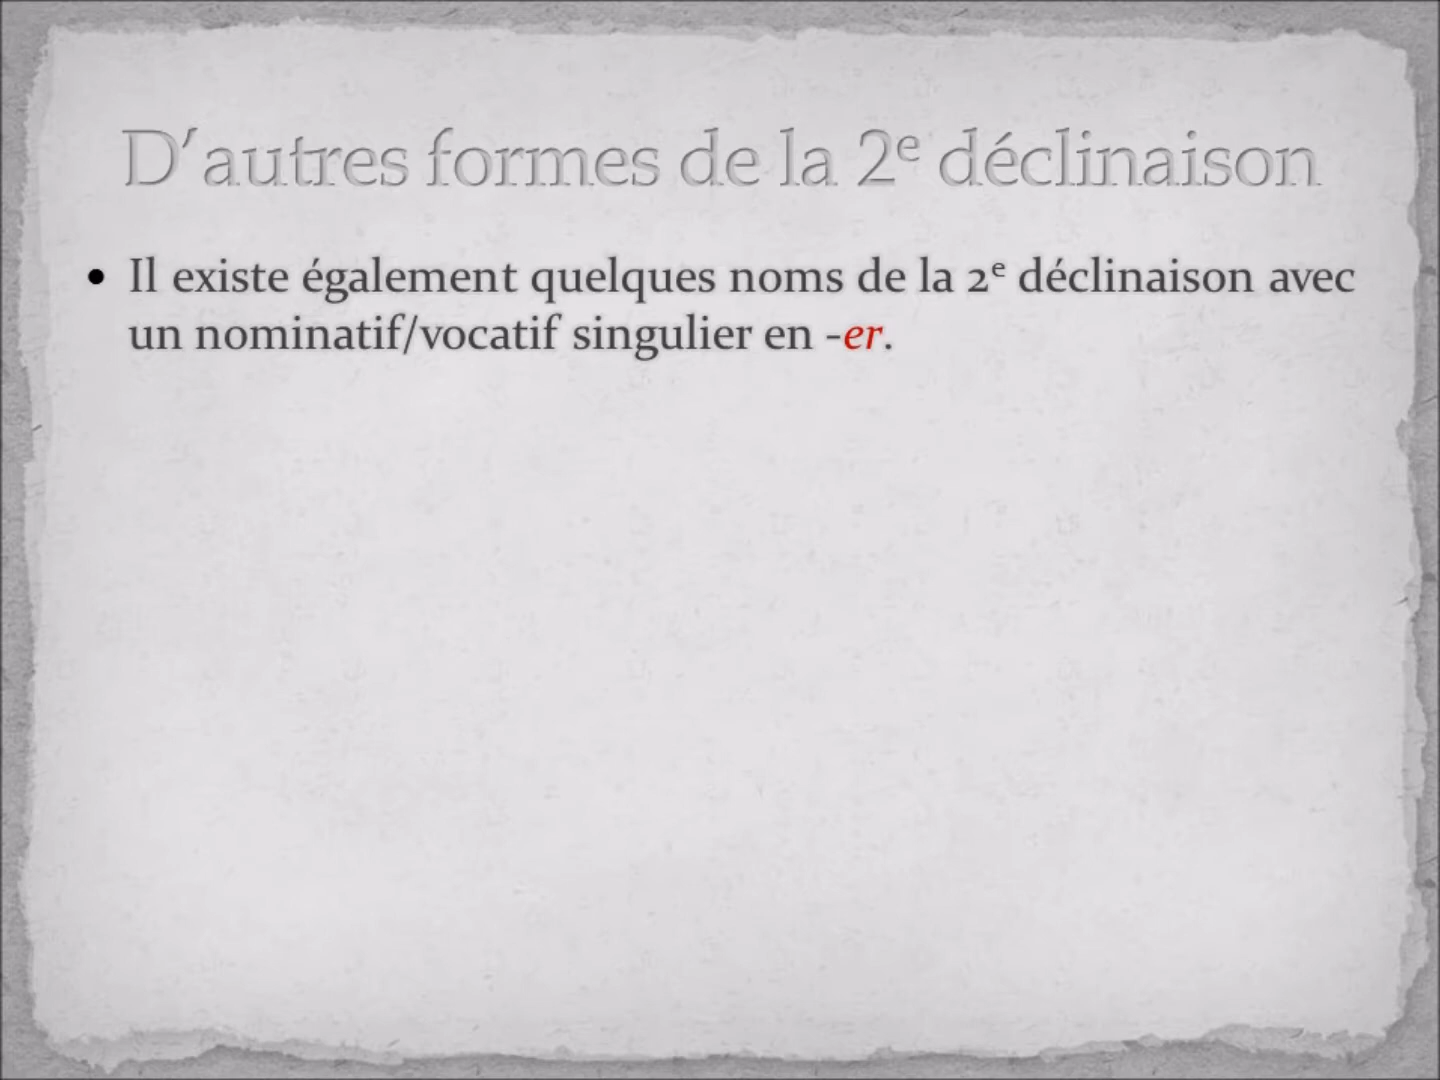 D’autres formes de la 2e déclinaison
• Il existe également quelques noms de la 2e déclinaison avec
un nominatif/vocatif singulier en -er.